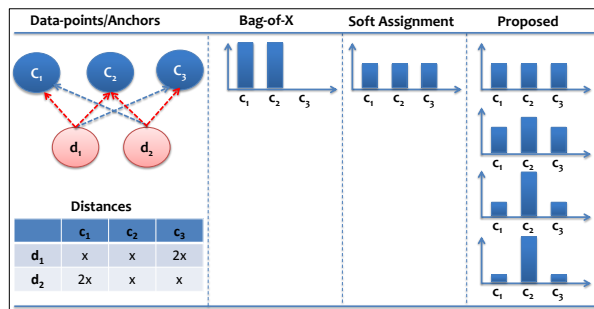 Data-points/Anchors Bag-of-X Soft Assignment Proposed
C1 C2 C3
d1 d2
C1 C2 C3
C1 C2 C3
C1 C2 C3
C1 C2 C3
C1 C2 C3
C1 C2 C3
Distances
c1 c2 c3
d1 x x 2x
d2 2x x x